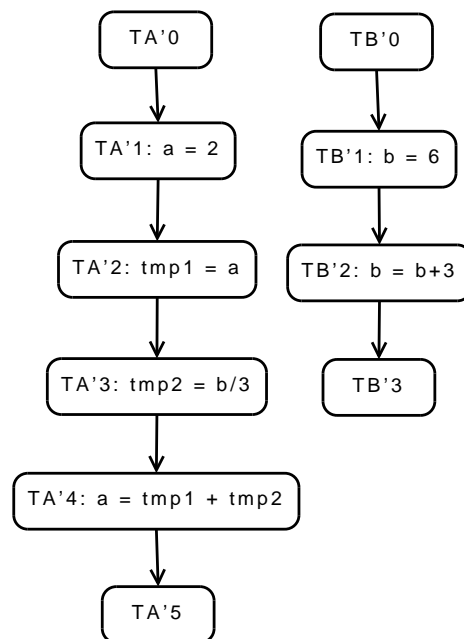 TA'0
TA'1: a = 2
TA'2: tmp1 = a
TA'3: tmp2 = b/3
TA'4: a = tmp1 + tmp2
TA'5
TB'0
TB'1: b = 6
TB'2: b = b+3
TB'3